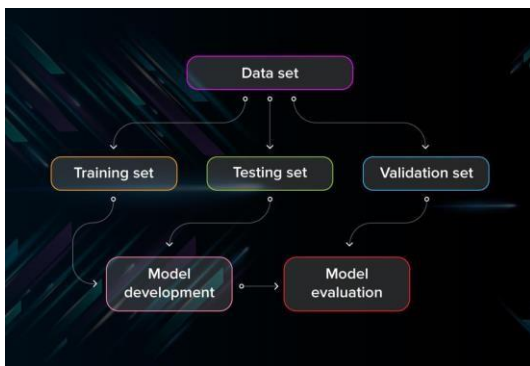 Data set
Training set
Testing set
Validation set
Model
development
Model
evaluation